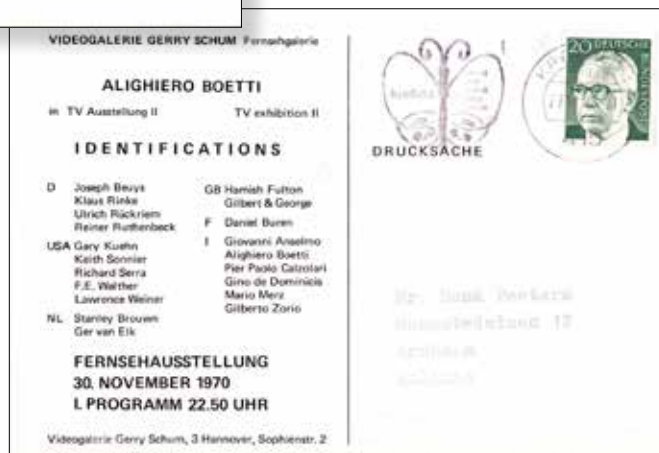 VIDEOGALERIE GERRY SCHUM Fernsehgalerie
ALIGHIERO BOETTI
in TV Ausstellung II TV exhibition II
IDENTIFICATIONS
D Joseph Beuys
Klaus Rinke
Ulrich Rückriem
Reiner Ruthenbeck
USA Gary Kuehn
Keith Sonnier
Richard Serra
F.E. Walther
Lawrence Weiner
NL Stanley Brouwn
Ger van Elk
GB Hamish Fulton
Gilbert & George
F Daniel Buren
I Giovanni Anselmo
Alighiero Boetti
Pier Paolo Calzolari
Gino de Dominicis
Mario Merz
Gilberto Zorio
FERNSEHAUSSTELLUNG
30. NOVEMBER 1970
I. PROGRAMM 22.50 UHR
Videogalerie Gerry Schum, 3 Hannover, Sophienstr. 2
DRUCKSACHE
20 DEUTSCHE
415
Mr. Henk Peeters